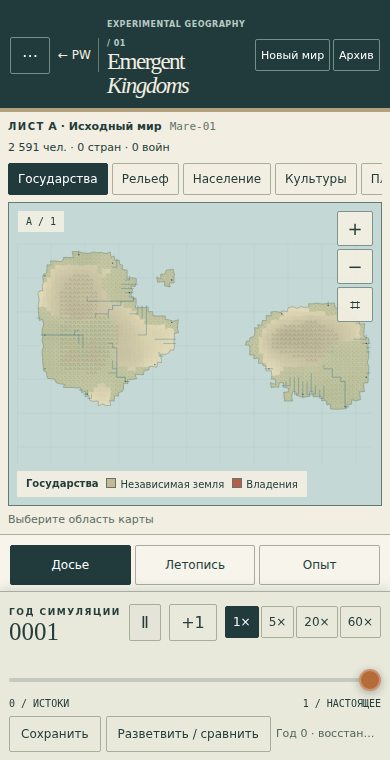 EXPERIMENTAL GEOGRAPHY
/ 01
Emergent
Kingdoms
...
← PW
Новый мир
Архив
ЛИСТ A · Исходный мир Mare-01
2 591 чел. · 0 стран · 0 войн
Государства
Рельеф
Население
Культуры
A / 1
+
−
⌗
Государства
Независимая земля
Владения
Выберите область карты
Досье
Летопись
Опыт
ГОД СИМУЛЯЦИИ
0001
Ⅱ
+1
1×
5×
20×
60×
0 / ИСТОКИ
1 / НАСТОЯЩЕЕ
Сохранить
Разветвить / сравнить
Год 0 · восстан...